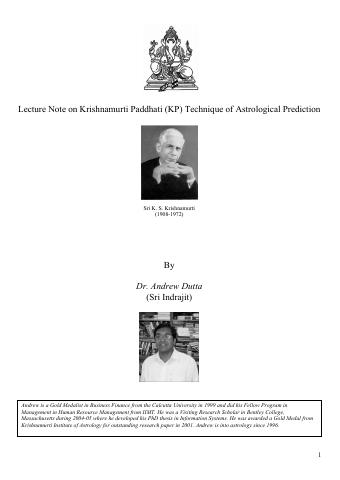 Lecture Note on Krishnamurti Paddhati (KP) Technique of Astrological Prediction
Sri K. S. Krishnamurti
(1908-1972)
By
Dr. Andrew Dutta
(Sri Indrajit)
Andrew is a Gold Medalist in Business Finance from the Calcutta University in 1999 and did his Fellow Program in
Management in Human Resource Management from IIMT. He was a Visiting Research Scholar in Bentley College,
Massachusetts during 2004-05 where he developed his PhD thesis in Information Systems. He was awarded a Gold Medal from
Krishnamurti Institute of Astrology for outstanding research paper in 2001. Andrew is into astrology since 1996.
1